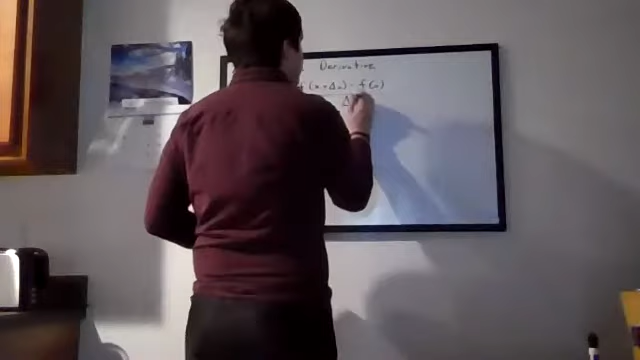 Derivative
f(x+Δx) - f(x)
Δ